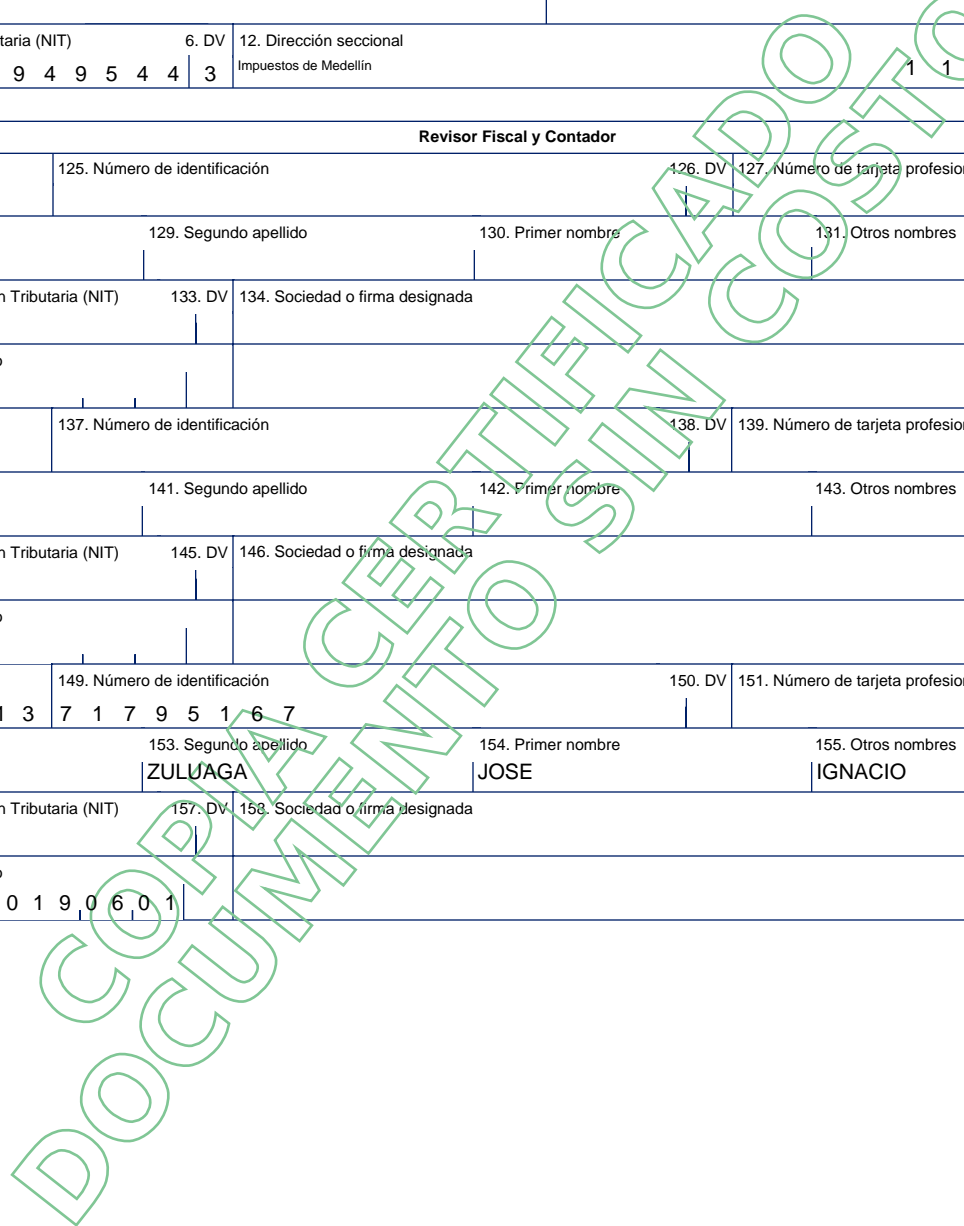 taria (NIT) 6. DV 12. Dirección seccional
9 4 9 5 4 4 3 Impuestos de Medellín 1 1
Revisor Fiscal y Contador
125. Número de identificación 126. DV 127. Número de tarjeta profesion
129. Segundo apellido 130. Primer nombre 131. Otros nombres
n Tributaria (NIT) 133. DV 134. Sociedad o firma designada
o
137. Número de identificación 138. DV 139. Número de tarjeta profesion
141. Segundo apellido 142. Primer nombre 143. Otros nombres
n Tributaria (NIT) 145. DV 146. Sociedad o firma designada
o
149. Número de identificación 150. DV 151. Número de tarjeta profesion
1 3 7 1 7 9 5 1 6 7
153. Segundo apellido 154. Primer nombre 155. Otros nombres
ZULUAGA JOSE IGNACIO
n Tributaria (NIT) 157. DV 158. Sociedad o firma designada
o
0 1 9 0 6 0 1
COPIA CERTIFICADO
DOCUMENTO SIN COSTO